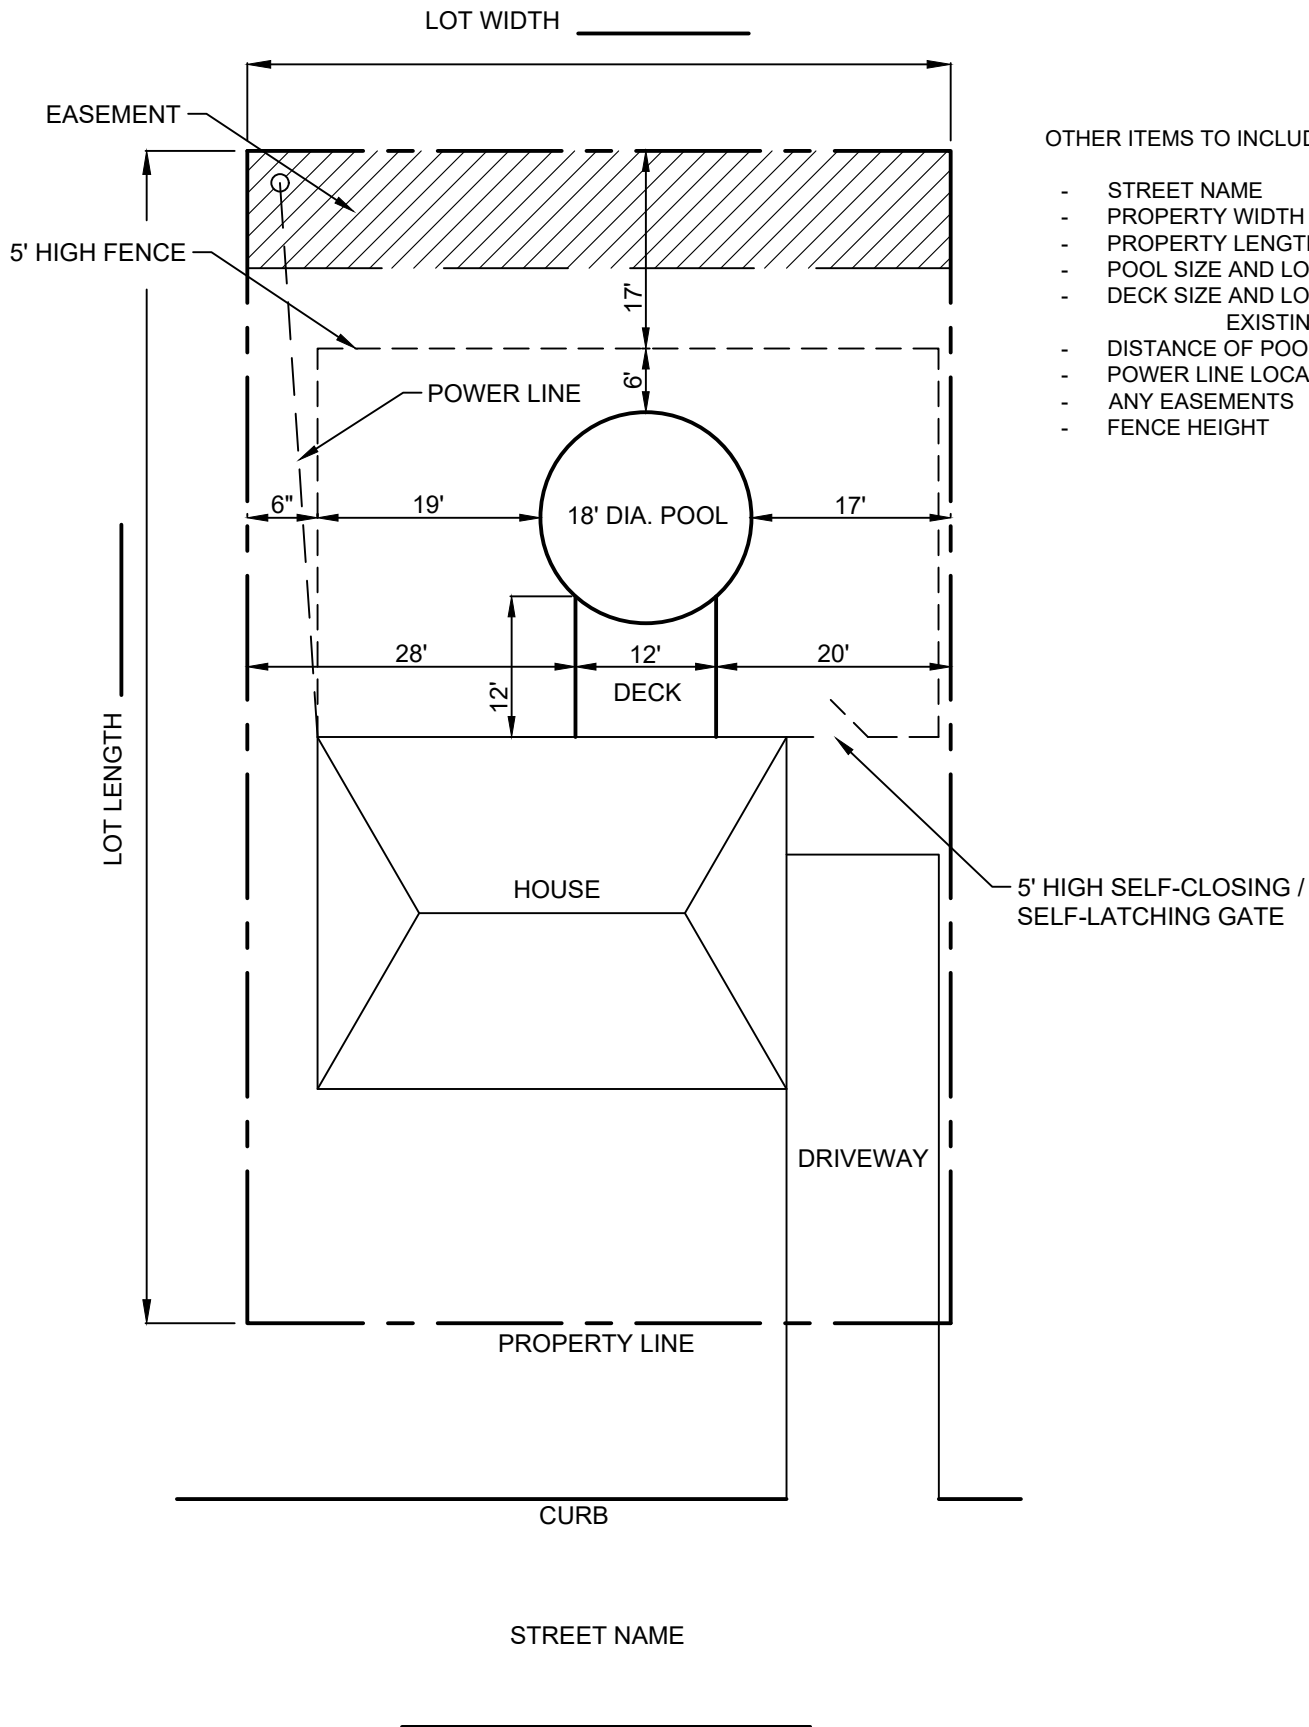 LOT WIDTH
EASEMENT
OTHER ITEMS TO INCLUD
- STREET NAME
- PROPERTY WIDTH
5' HIGH FENCE
- PROPERTY LENGTH
- POOL SIZE AND LO
- DECK SIZE AND LO
EXISTIN
- DISTANCE OF POO
- POWER LINE LOCA
- ANY EASEMENTS
- FENCE HEIGHT
17'
6'
POWER LINE
6" 19' 18' DIA. POOL 17'
28' 12' 20'
12' DECK
LOT LENGTH
HOUSE
5' HIGH SELF-CLOSING /
SELF-LATCHING GATE
DRIVEWAY
PROPERTY LINE
CURB
STREET NAME